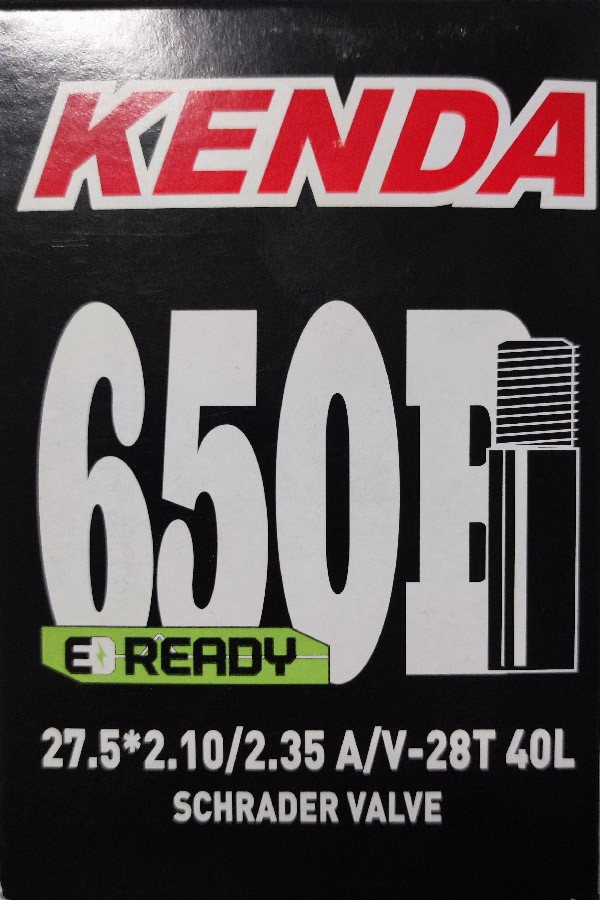 KENDA
650B
E READY
27.5*2.10/2.35 A/V-28T 40L
SCHRADER VALVE